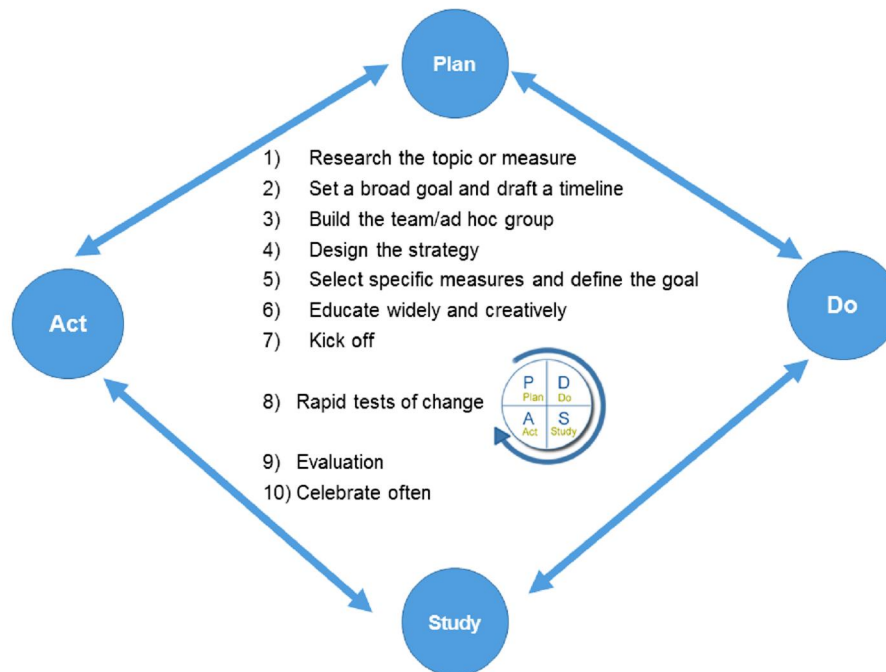 Plan
1) Research the topic or measure
2) Set a broad goal and draft a timeline
3) Build the team/ad hoc group
4) Design the strategy
5) Select specific measures and define the goal
6) Educate widely and creatively
7) Kick off
Act
Do
8) Rapid tests of change
P D
Plan Do
A S
Act Study
9) Evaluation
10) Celebrate often
Study